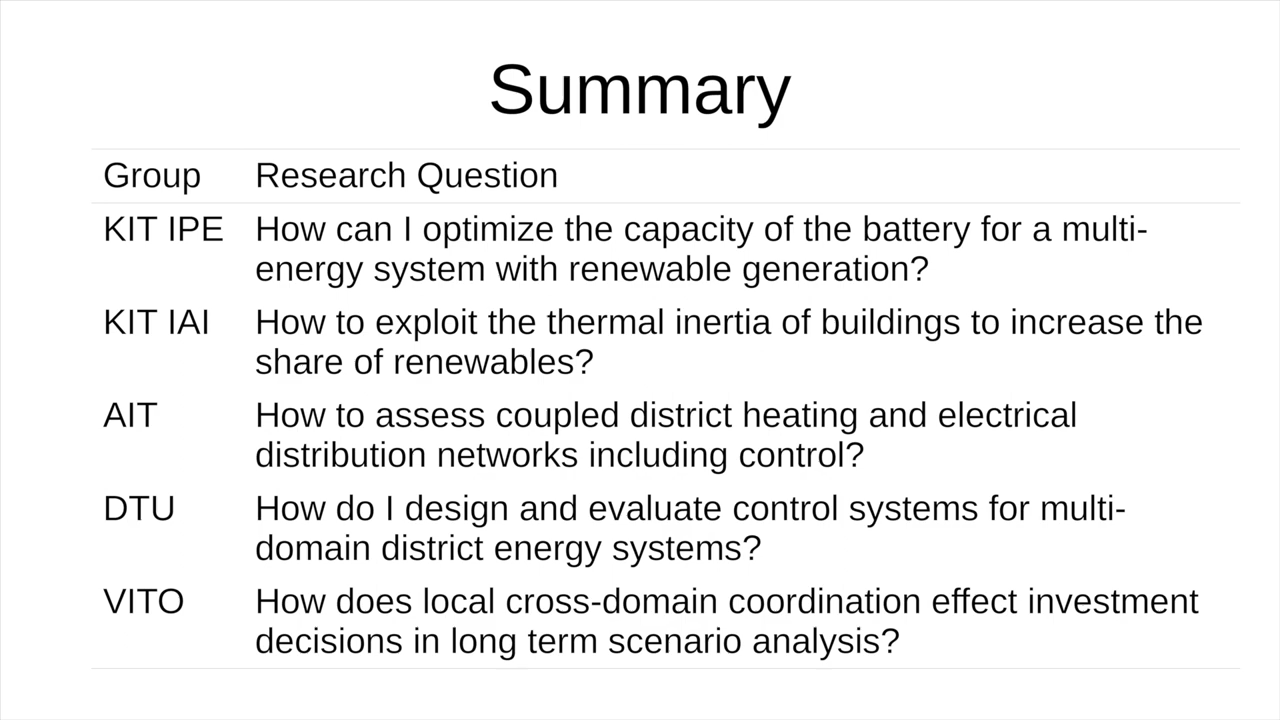 Summary
Group Research Question
KIT IPE How can I optimize the capacity of the battery for a multi-
energy system with renewable generation?
KIT IAI How to exploit the thermal inertia of buildings to increase the
share of renewables?
AIT How to assess coupled district heating and electrical
distribution networks including control?
DTU How do I design and evaluate control systems for multi-
domain district energy systems?
VITO How does local cross-domain coordination effect investment
decisions in long term scenario analysis?